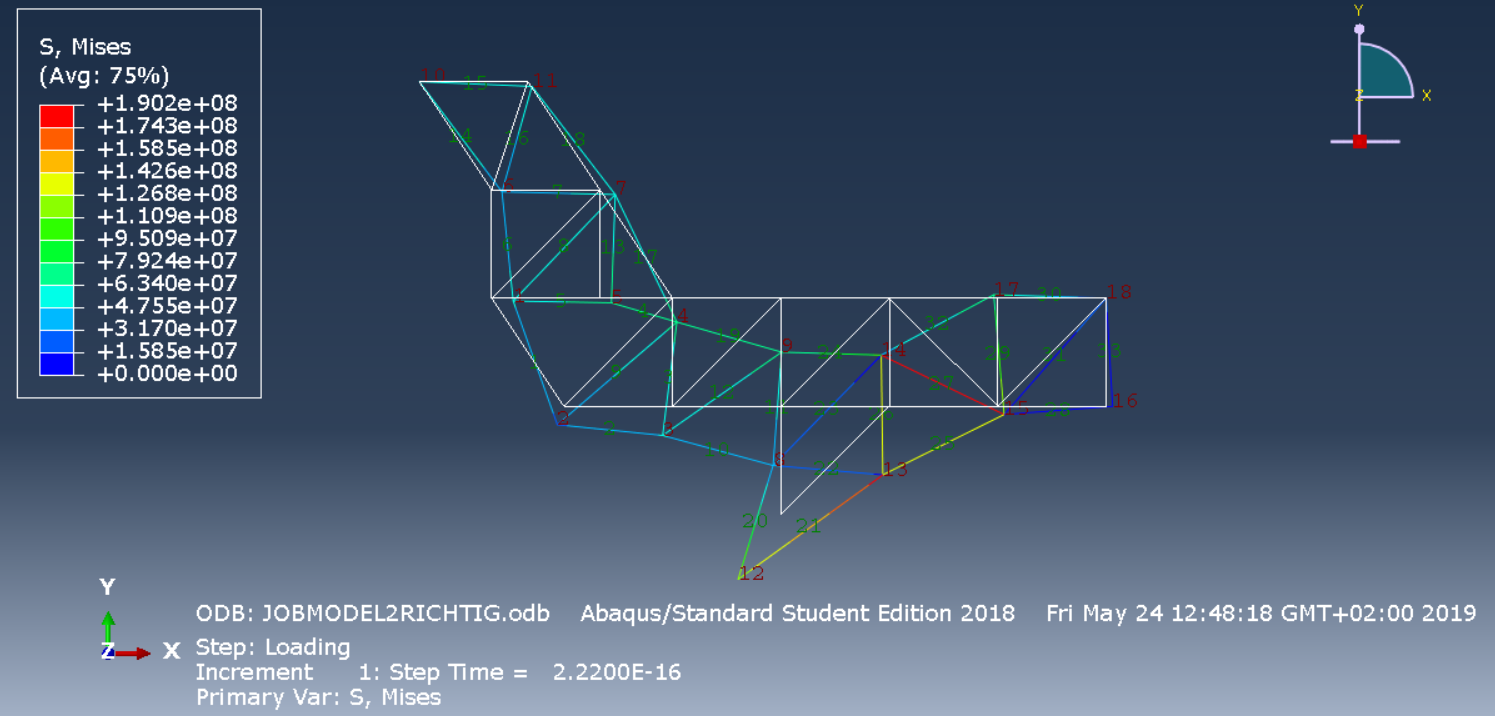 S, Mises
(Avg: 75%)
+1.902e+08
+1.743e+08
+1.585e+08
+1.426e+08
+1.268e+08
+1.109e+08
+9.509e+07
+7.924e+07
+6.340e+07
+4.755e+07
+3.170e+07
+1.585e+07
+0.000e+00
Y
X
Z
10
15
11
14
16
18
6
7
7
6
8
13
17
5
5
4
4
17
30
18
19
9
24
14
32
29
31
33
1
9
3
12
11
23
26
27
15
28
16
2
2
3
10
8
22
13
25
20
21
12
Y
Z
X
ODB: JOBMODEL2RICHTIG.odb Abaqus/Standard Student Edition 2018 Fri May 24 12:48:18 GMT+02:00 2019
Step: Loading
Increment 1: Step Time = 2.2200E-16
Primary Var: S, Mises